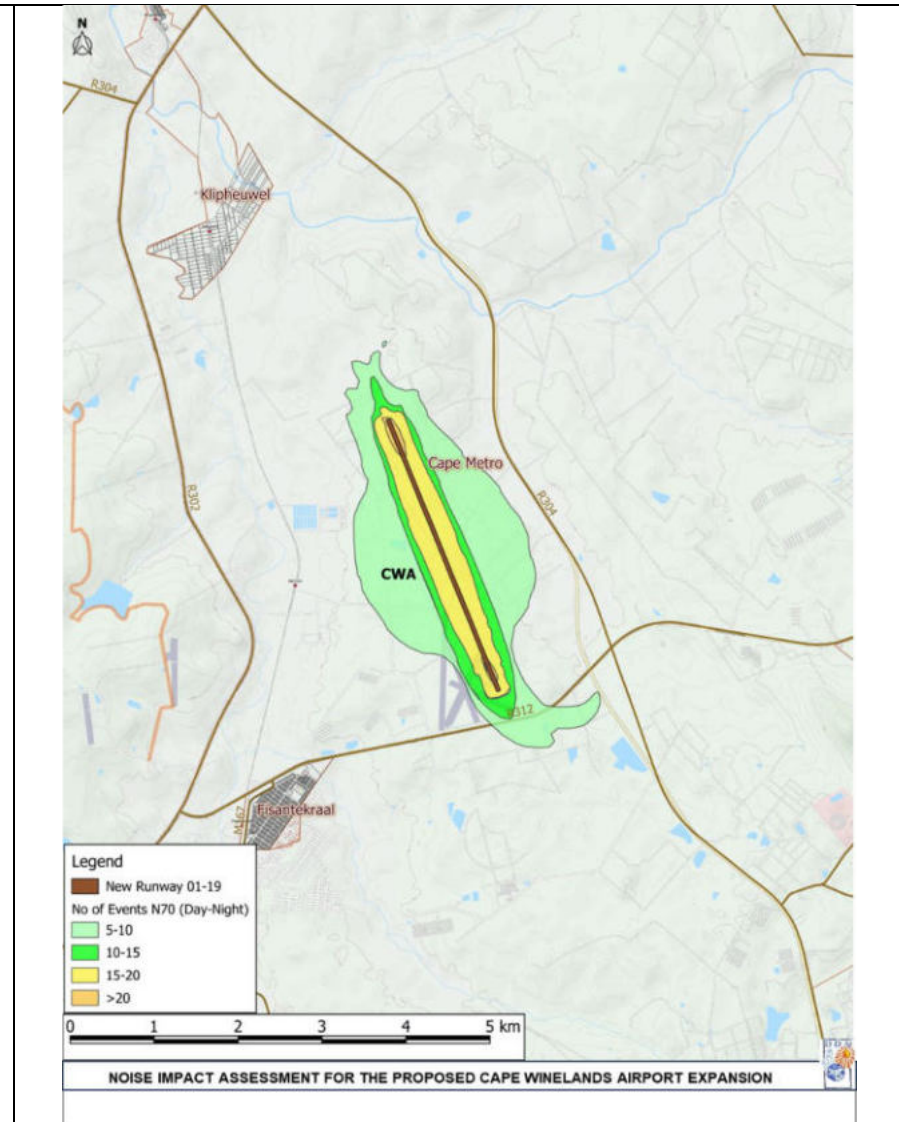 N
R304
Klipheuwel
R302
Cape Metro
R304
CWA
R312
Fisantekraal
M167
Legend
New Runway 01-19
No of Events N70 (Day-Night)
5-10
10-15
15-20
>20
0 1 2 3 4 5 km
NOISE IMPACT ASSESSMENT FOR THE PROPOSED CAPE WINELANDS AIRPORT EXPANSION